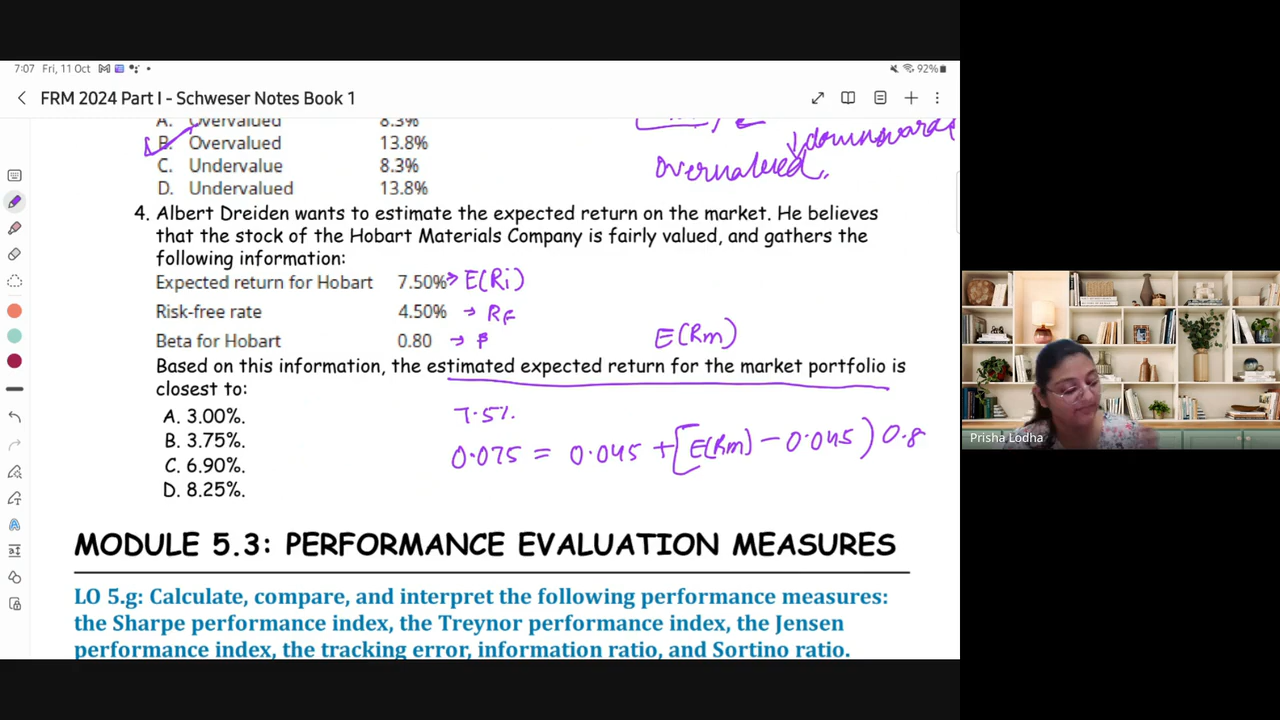 7:07 Fri, 11 Oct
92%
FRM 2024 Part I - Schweser Notes Book 1
A. Overvalued 8.3%
B. Overvalued 13.8%
C. Undervalue 8.3%
D. Undervalued 13.8%
downwards
overvalued.
4. Albert Dreiden wants to estimate the expected return on the market. He believes
that the stock of the Hobart Materials Company is fairly valued, and gathers the
following information:
Expected return for Hobart 7.50% → E(Ri)
Risk-free rate 4.50% → RF
Beta for Hobart 0.80 → β
E(Rm)
Based on this information, the estimated expected return for the market portfolio is
closest to:
A. 3.00%.
B. 3.75%.
C. 6.90%.
D. 8.25%.
7.5%
0.075 = 0.045 + [E(Rm) - 0.045) 0.8
Prisha Lodha
MODULE 5.3: PERFORMANCE EVALUATION MEASURES
LO 5.g: Calculate, compare, and interpret the following performance measures:
the Sharpe performance index, the Treynor performance index, the Jensen
performance index, the tracking error, information ratio, and Sortino ratio.